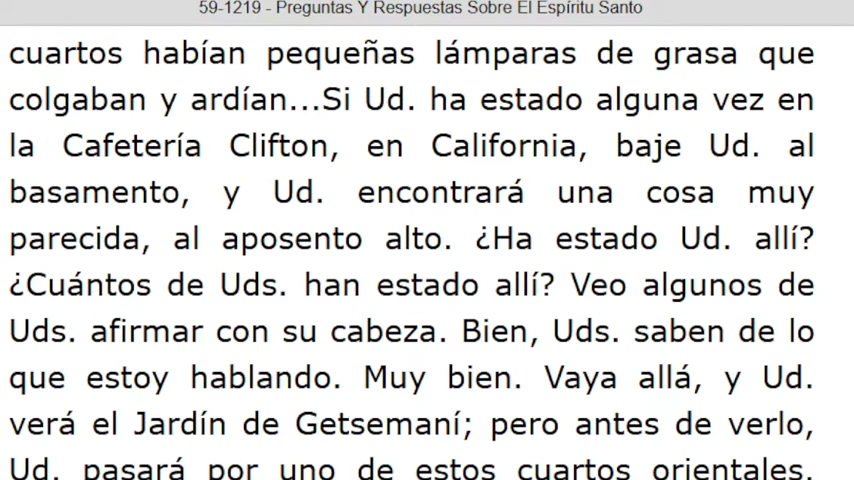 59-1219 - Preguntas Y Respuestas Sobre El Espíritu Santo
cuartos habían pequeñas lámparas de grasa que
colgaban y ardían...Si Ud. ha estado alguna vez en
la Cafetería Clifton, en California, baje Ud. al
basamento, y Ud. encontrará una cosa muy
parecida, al aposento alto. ¿Ha estado Ud. allí?
¿Cuántos de Uds. han estado allí? Veo algunos de
Uds. afirmar con su cabeza. Bien, Uds. saben de lo
que estoy hablando. Muy bien. Vaya allá, y Ud.
verá el Jardín de Getsemaní; pero antes de verlo,
Ud. pasará por uno de estos cuartos orientales.